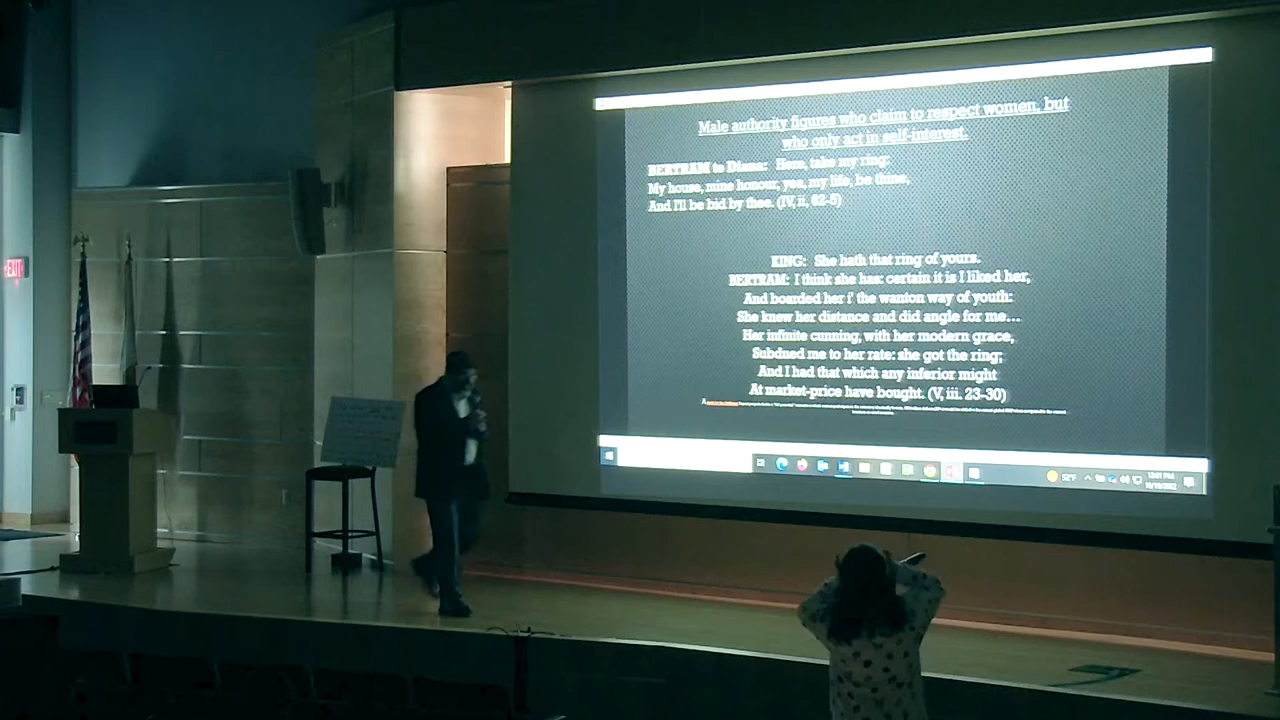 Male authority figures who claim to respect women, but
who only act in self-interest.
BERTRAM to Diana: Here, take my ring:
My house, mine honour, yea, my life, be thine,
And I'll be bid by thee. (IV, ii, 62-5)
KING: She hath that ring of yours.
BERTRAM: I think she has: certain it is I liked her,
And boarded her i' the wanton way of youth:
She knew her distance and did angle for me...
Her infinite cunning, with her modern grace,
Subdued me to her rate: she got the ring;
And I had that which any inferior might
At market-price have bought. (V, iii. 23-30)
EXIT
52°F
12:01 PM